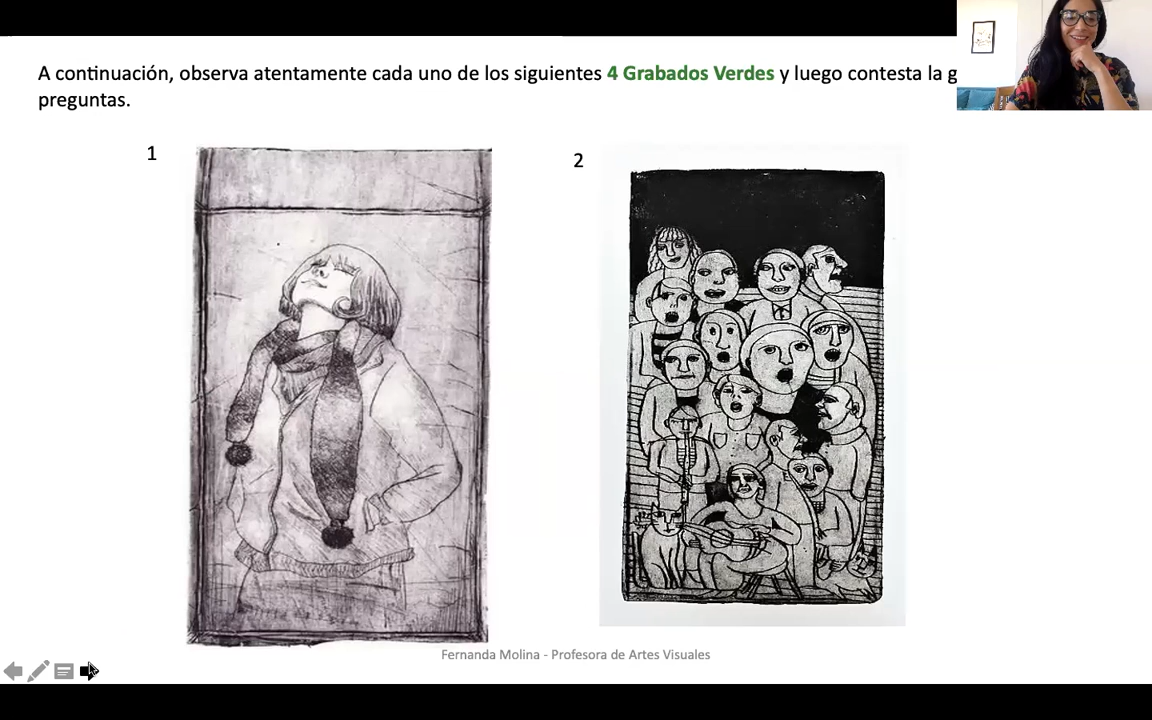 A continuación, observa atentamente cada uno de los siguientes 4 Grabados Verdes y luego contesta la g
preguntas.
1
2
Fernanda Molina - Profesora de Artes Visuales